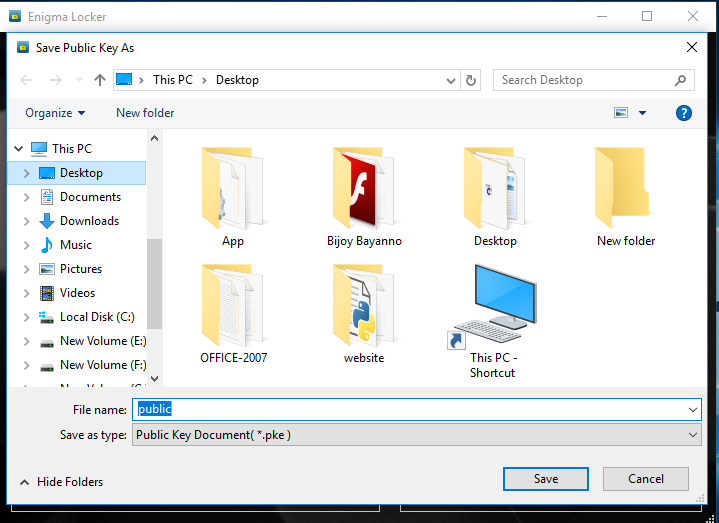 Enigma Locker
Save Public Key As
This PC
Desktop
Search Desktop
Organize
New folder
?
This PC
Desktop
Documents
Downloads
Music
Pictures
Videos
Local Disk (C:)
New Volume (E:)
New Volume (F:)
App
Bijoy Bayanno
Desktop
New folder
OFFICE-2007
website
This PC -
Shortcut
File name:
public
Save as type:
Public Key Document( *.pke )
Hide Folders
Save
Cancel